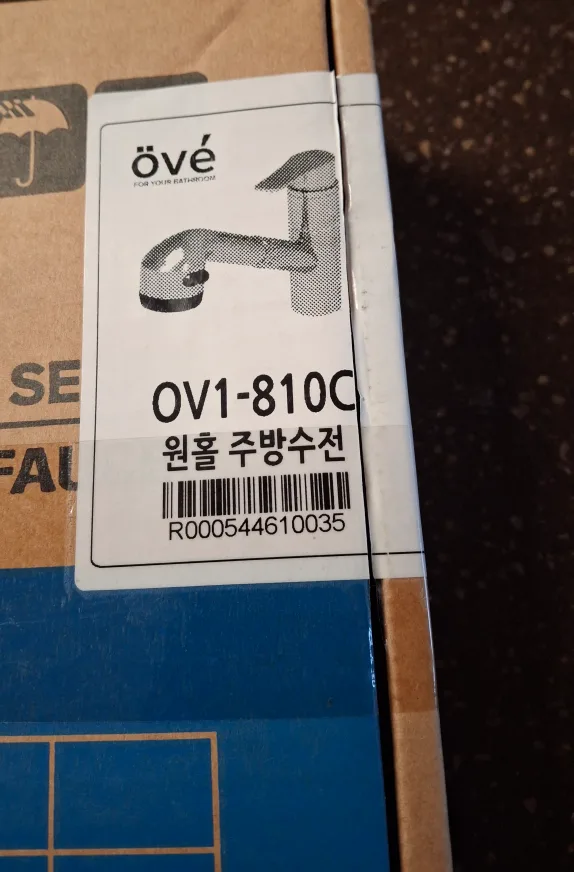 övé
FOR YOUR BATHROOM
OV1-810C
원홀 주방수전
R000544610035
SE
FAU